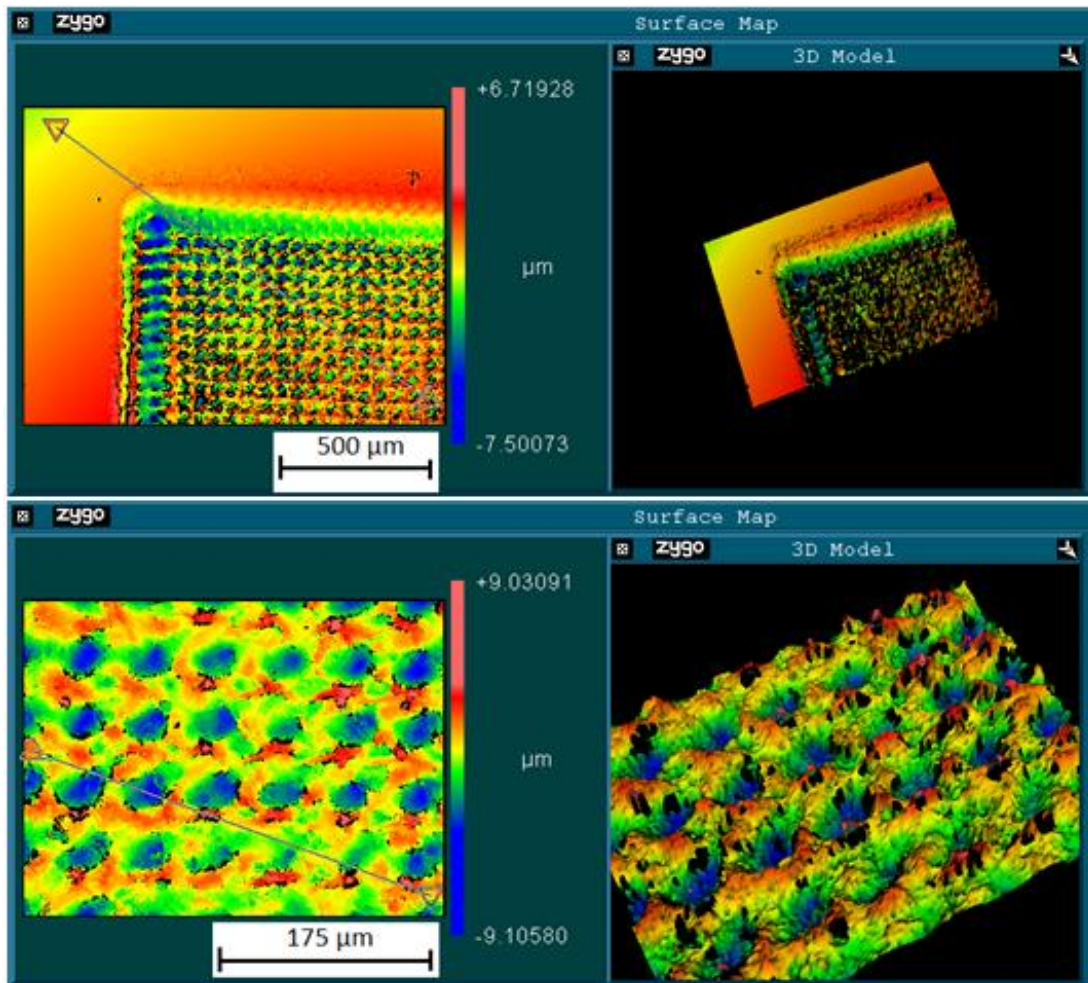 zygo Surface Map
zygo 3D Model
+6.71928
µm
-7.50073
500 µm
zygo Surface Map
zygo 3D Model
+9.03091
µm
-9.10580
175 µm